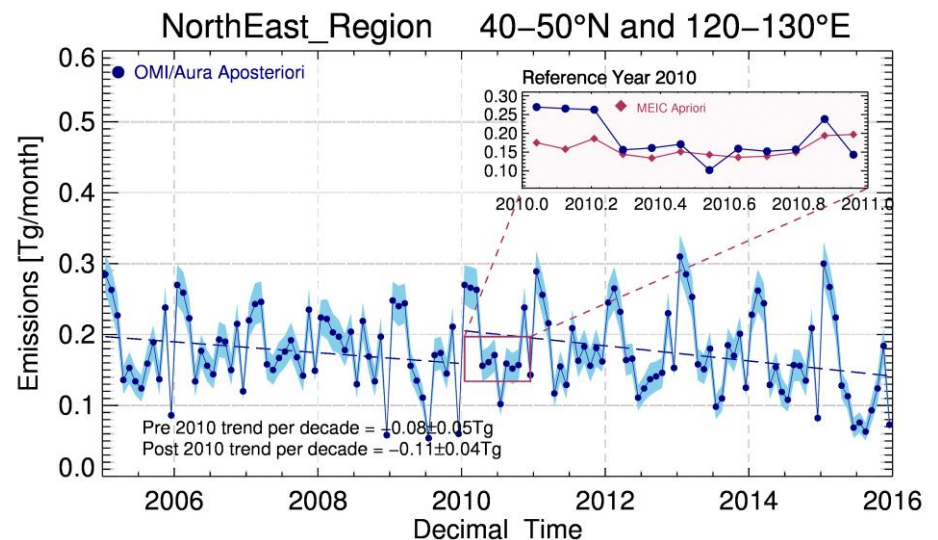 NorthEast_Region 40–50°N and 120–130°E
Emissions [Tg/month]
0.6
0.5
0.4
0.3
0.2
0.1
0.0
OMI/Aura Aposteriori
Reference Year 2010
0.30
0.25
0.20
0.15
0.10
MEIC Apriori
2010.0 2010.2 2010.4 2010.6 2010.8 2011.0
Pre 2010 trend per decade = −0.08±0.05Tg
Post 2010 trend per decade = −0.11±0.04Tg
2006 2008 2010 2012 2014 2016
Decimal Time